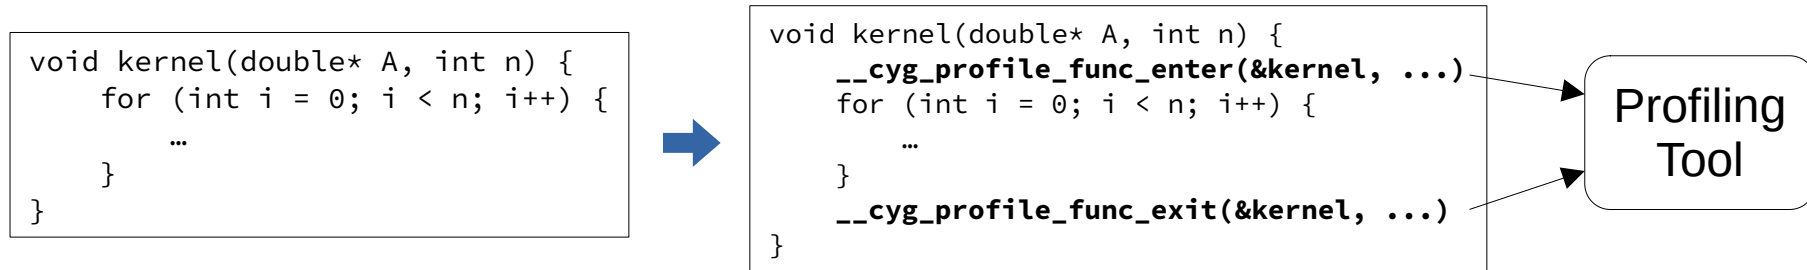 void kernel(double* A, int n) {
    for (int i = 0; i < n; i++) {
        …
    }
}
void kernel(double* A, int n) {
    __cyg_profile_func_enter(&kernel, ...)
    for (int i = 0; i < n; i++) {
        …
    }
    __cyg_profile_func_exit(&kernel, ...)
}
Profiling
Tool